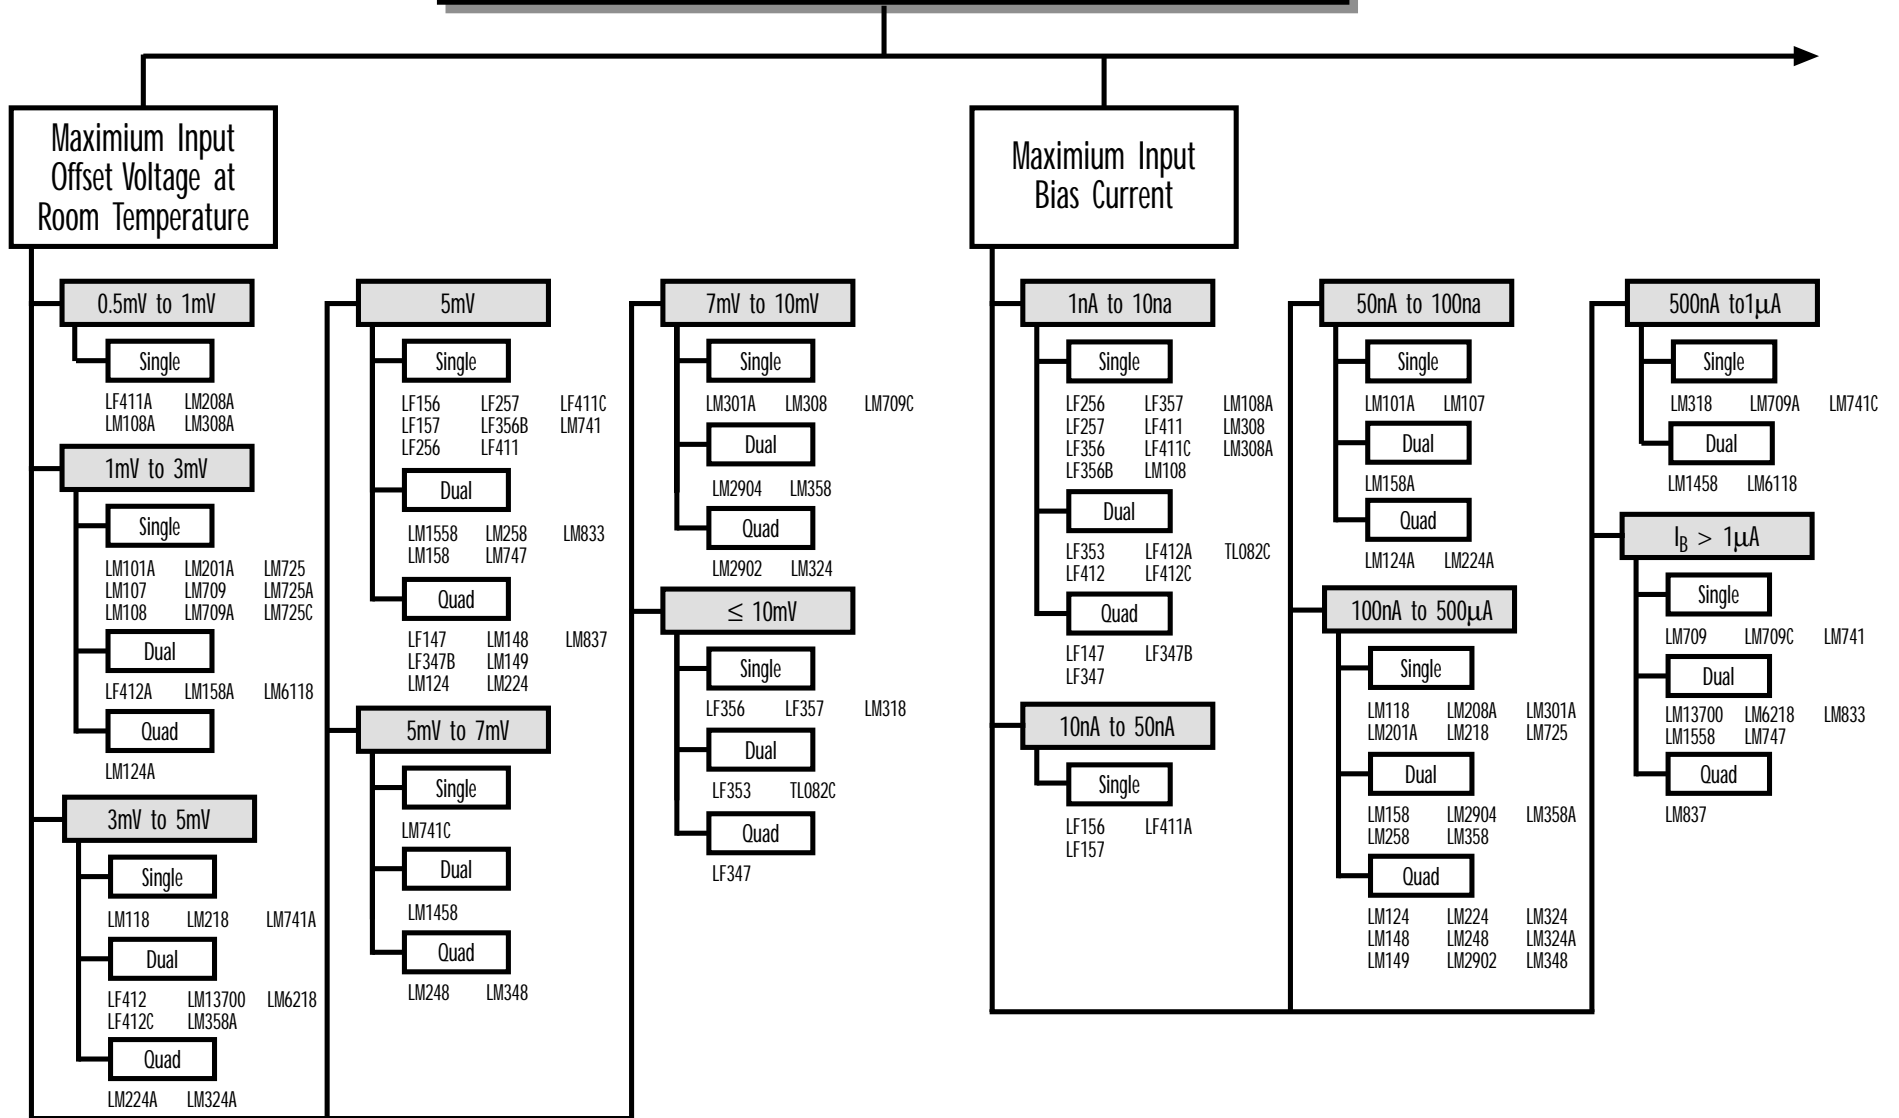 Maximium Input
Offset Voltage at
Room Temperature
0.5mV to 1mV
Single
LF411A LM208A
LM108A LM308A
1mV to 3mV
Single
LM101A LM201A LM725
LM107 LM709 LM725A
LM108 LM709A LM725C
Dual
LF412A LM158A LM6118
Quad
LM124A
3mV to 5mV
Single
LM118 LM218 LM741A
Dual
LF412 LM13700 LM6218
LF412C LM358A
Quad
LM224A LM324A
5mV
Single
LF156 LF257 LF411C
LF157 LF356B LM741
LF256 LF411
Dual
LM1558 LM258 LM833
LM158 LM747
Quad
LF147 LM148 LM837
LF347B LM149
LM124 LM224
5mV to 7mV
Single
LM741C
Dual
LM1458
Quad
LM248 LM348
7mV to 10mV
Single
LM301A LM308 LM709C
Dual
LM2904 LM358
Quad
LM2902 LM324
≤ 10mV
Single
LF356 LF357 LM318
Dual
LF353 TL082C
Quad
LF347
Maximium Input
Bias Current
1nA to 10na
Single
LF256 LF357 LM108A
LF257 LF411 LM308
LF356 LF411C LM308A
LF356B LM108
Dual
LF353 LF412A TL082C
LF412 LF412C
Quad
LF147 LF347B
LF347
10nA to 50nA
Single
LF156 LF411A
LF157
50nA to 100na
Single
LM101A LM107
Dual
LM158A
Quad
LM124A LM224A
100nA to 500µA
Single
LM118 LM208A LM301A
LM201A LM218 LM725
Dual
LM158 LM2904 LM358A
LM258 LM358
Quad
LM124 LM224 LM324
LM148 LM248 LM324A
LM149 LM2902 LM348
500nA to1µA
Single
LM318 LM709A LM741C
Dual
LM1458 LM6118
IB > 1µA
Single
LM709 LM709C LM741
Dual
LM13700 LM6218 LM833
LM1558 LM747
Quad
LM837